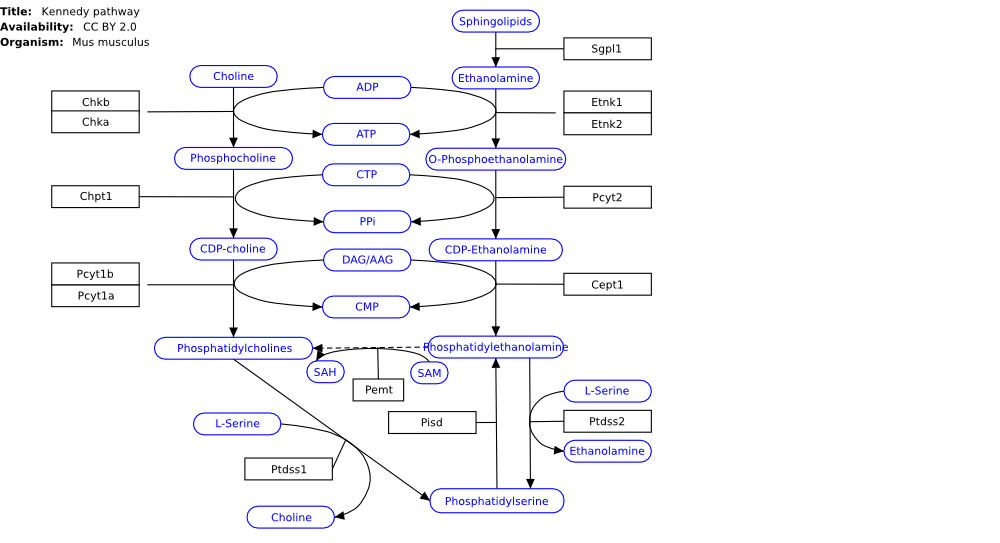 Title: Kennedy pathway
Availability: CC BY 2.0
Organism: Mus musculus
Sphingolipids
Sgpl1
Choline
ADP
Ethanolamine
Chkb
Chka
Etnk1
Etnk2
ATP
Phosphocholine
O-Phosphoethanolamine
CTP
Chpt1
Pcyt2
PPi
CDP-choline
CDP-Ethanolamine
DAG/AAG
Pcyt1b
Pcyt1a
Cept1
CMP
Phosphatidylcholines
Phosphatidylethanolamine
SAH
SAM
Pemt
L-Serine
Pisd
Ptdss2
L-Serine
Ethanolamine
Ptdss1
Phosphatidylserine
Choline